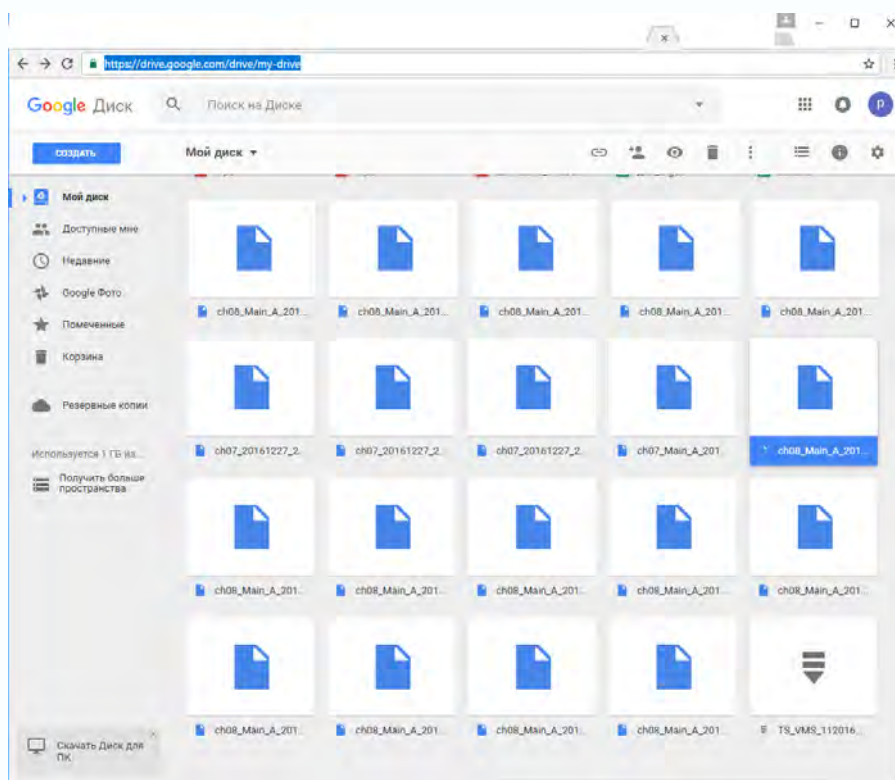 https://drive.google.com/drive/my-drive
Google Диск
Поиск на Диске
P
СОЗДАТЬ
Мой диск
Мой диск
Доступные мне
Недавние
Google Фото
Помеченные
Корзина
Резервные копии
Используется 1 ГБ из...
Получить больше
пространства
ch08_Main_A_201...
ch08_Main_A_201...
ch08_Main_A_201...
ch08_Main_A_201...
ch08_Main_A_201...
ch07_20161227_2...
ch07_20161227_2...
ch07_20161227_2...
ch07_Main_A_201...
ch08_Main_A_201...
ch08_Main_A_201...
ch08_Main_A_201...
ch08_Main_A_201...
ch08_Main_A_201...
ch08_Main_A_201...
ch08_Main_A_201...
ch08_Main_A_201...
ch08_Main_A_201...
ch08_Main_A_201...
TS_VMS_112016...
Скачать Диск для
ПК